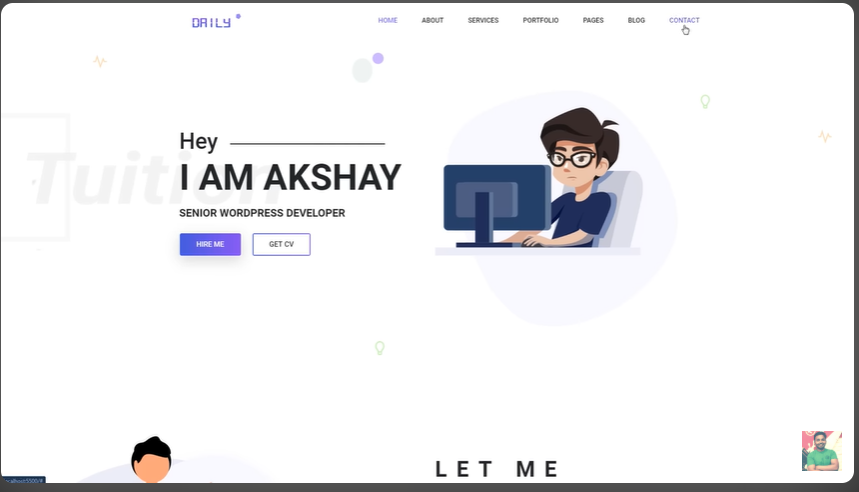 DAILY
HOME ABOUT SERVICES PORTFOLIO PAGES BLOG CONTACT
Tuition
Hey
I AM AKSHAY
SENIOR WORDPRESS DEVELOPER
HIRE ME GET CV
LET ME